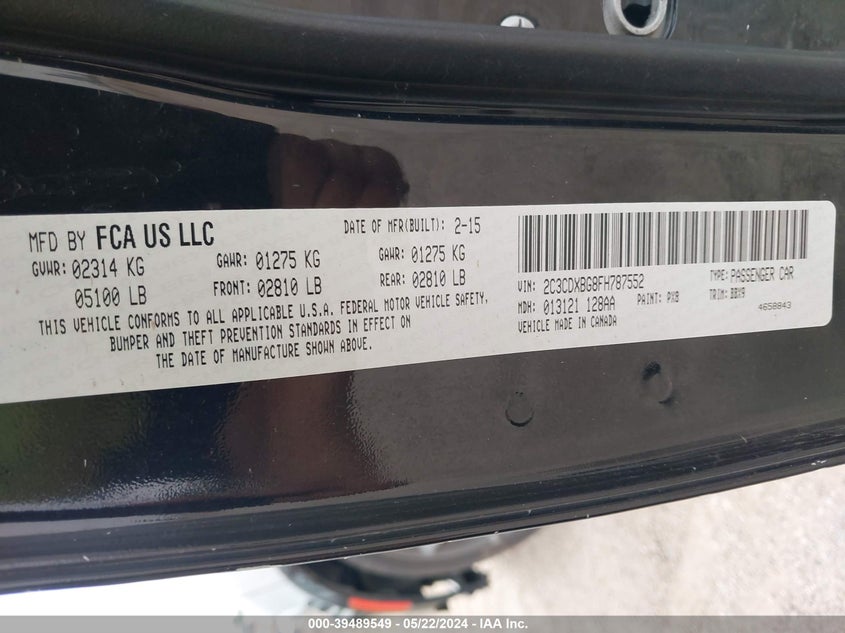 MFD BY FCA US LLC
DATE OF MFR(BUILT): 2-15
GVWR: 02314 KG GAWR: 01275 KG GAWR: 01275 KG
05100 LB FRONT: 02810 LB REAR: 02810 LB
THIS VEHICLE CONFORMS TO ALL APPLICABLE U.S.A. FEDERAL MOTOR VEHICLE SAFETY,
BUMPER AND THEFT PREVENTION STANDARDS IN EFFECT ON
THE DATE OF MANUFACTURE SHOWN ABOVE.
VIN: 2C3CDXBG8FH787552 TYPE: PASSENGER CAR
MDH: 013121 128AA PAINT: PX8 TRIM: BBX9
VEHICLE MADE IN CANADA 4658843
000-39489549 - 05/22/2024 - IAA Inc.